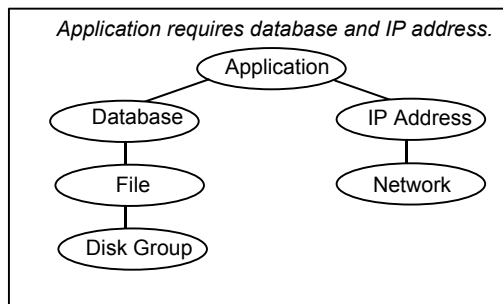 Application requires database and IP address.
Application
Database
IP Address
File
Network
Disk Group